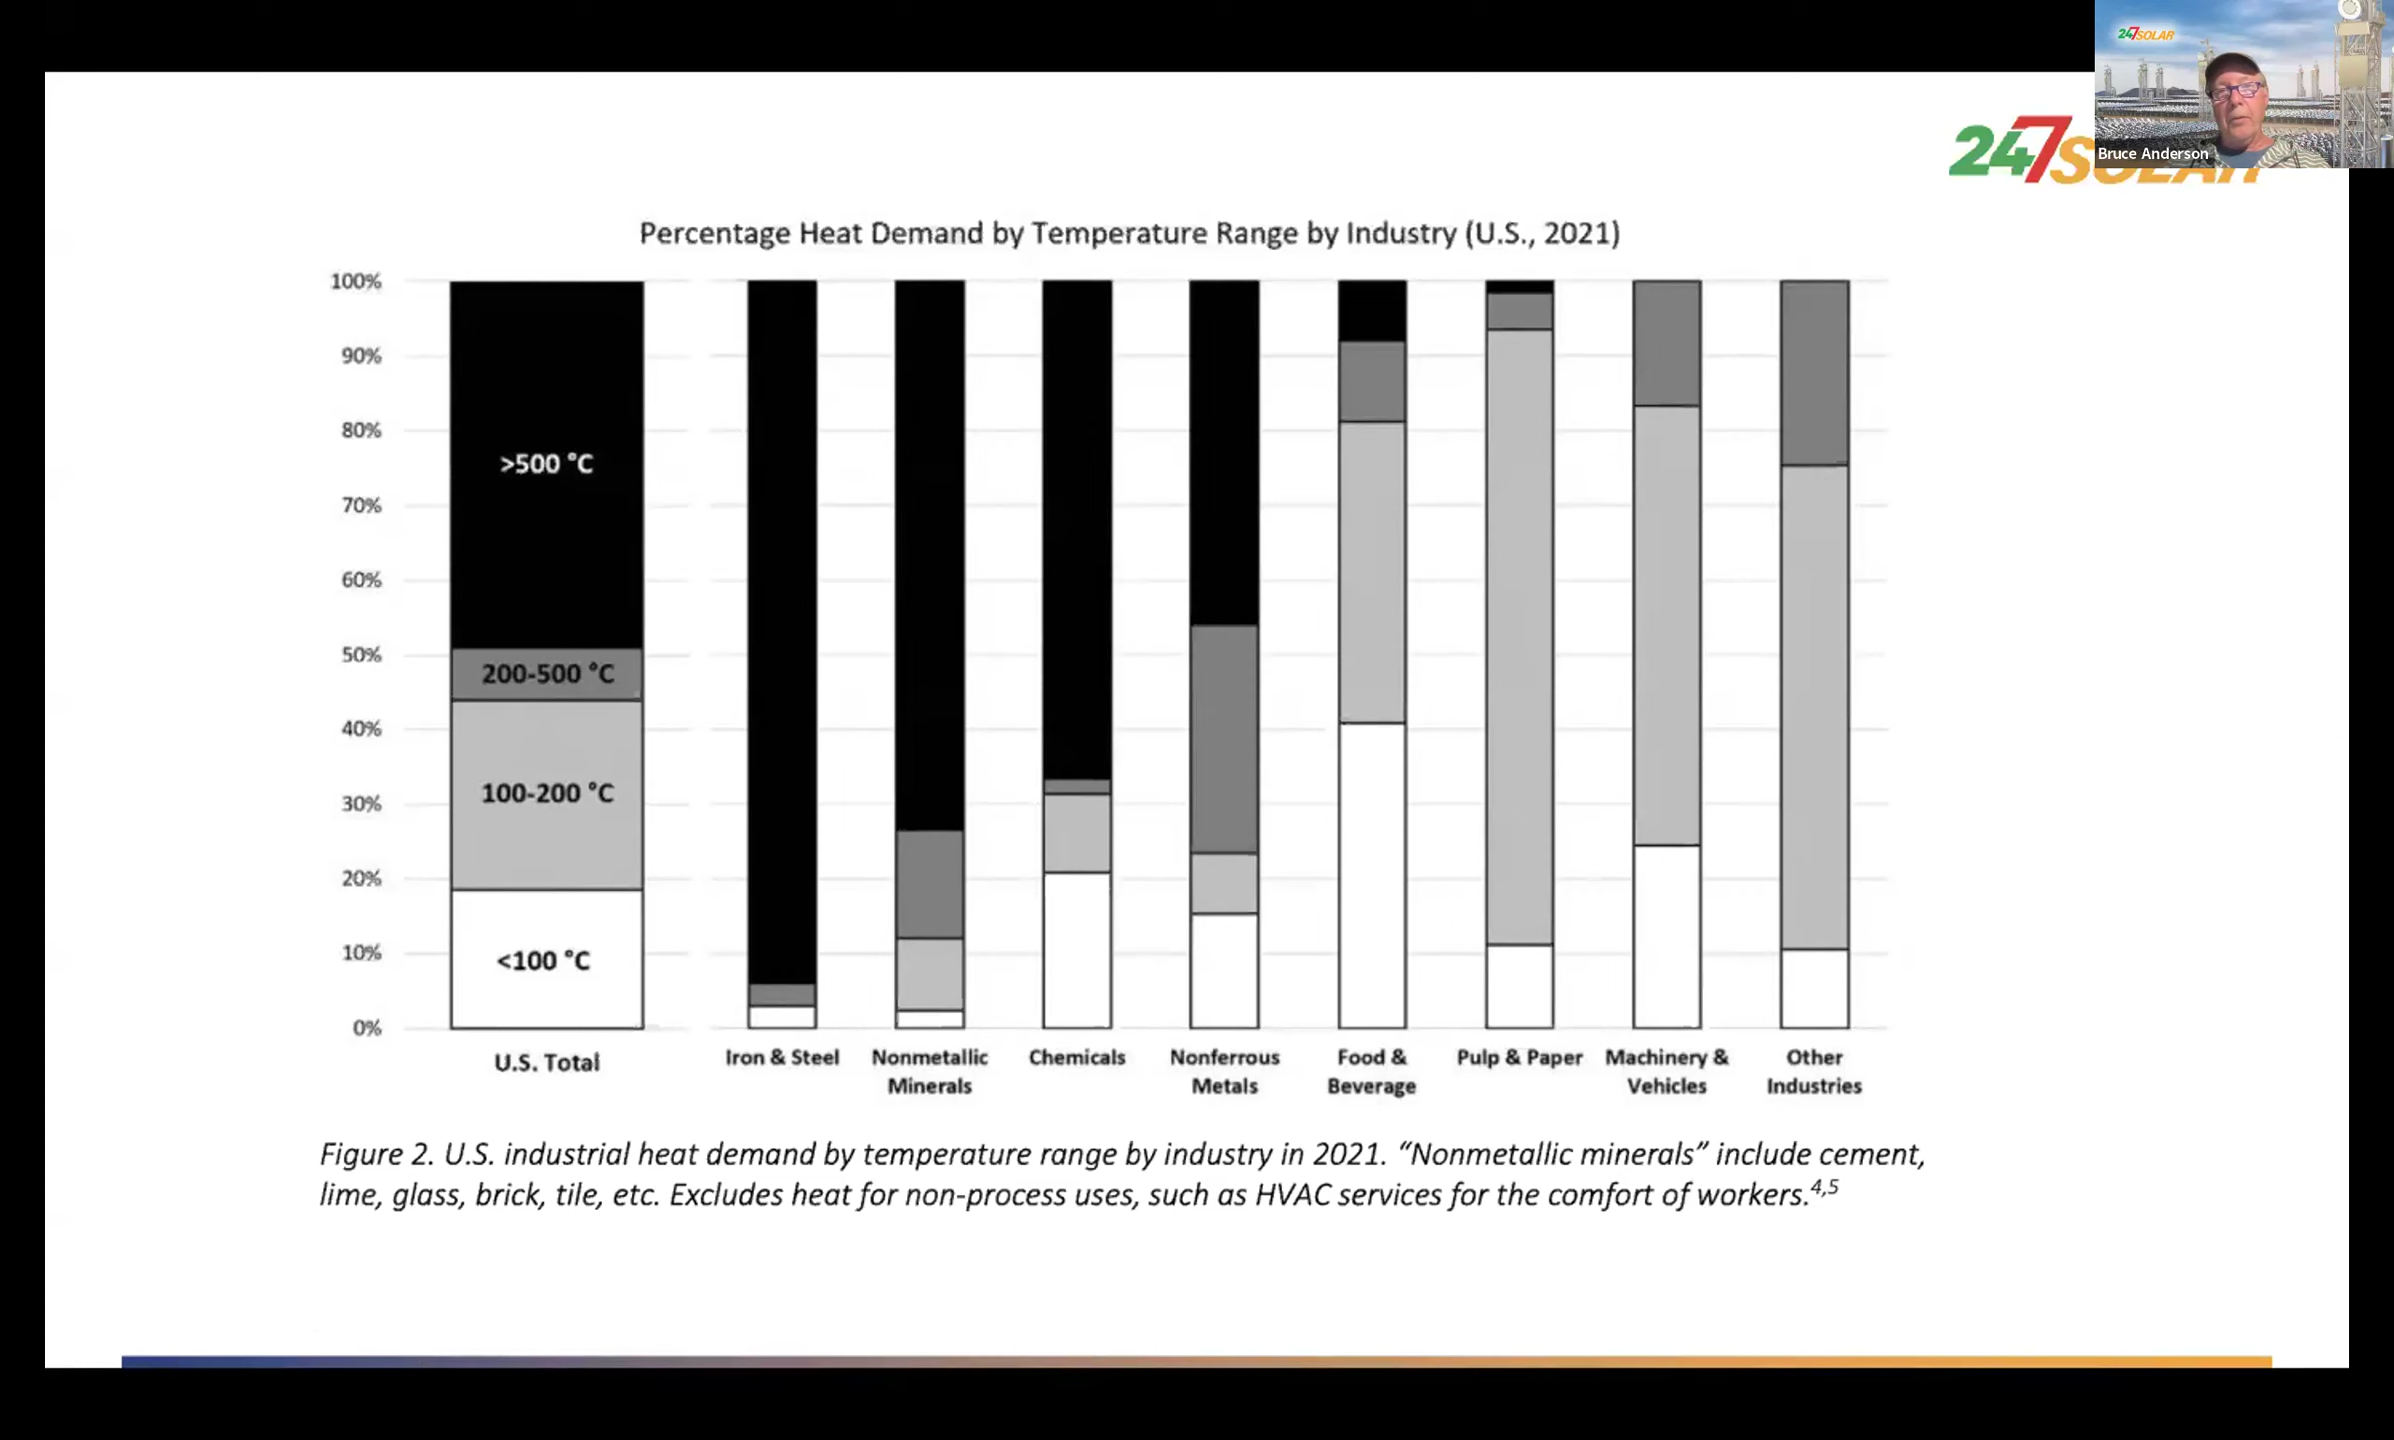 247SOLAR
Bruce Anderson
247SOLAR
Percentage Heat Demand by Temperature Range by Industry (U.S., 2021)
100%
90%
80%
70%
60%
50%
40%
30%
20%
10%
0%
>500 °C
200-500 °C
100-200 °C
<100 °C
U.S. Total
Iron & Steel
Nonmetallic
Minerals
Chemicals
Nonferrous
Metals
Food &
Beverage
Pulp & Paper
Machinery &
Vehicles
Other
Industries
Figure 2. U.S. industrial heat demand by temperature range by industry in 2021. “Nonmetallic minerals” include cement,
lime, glass, brick, tile, etc. Excludes heat for non-process uses, such as HVAC services for the comfort of workers.4,5